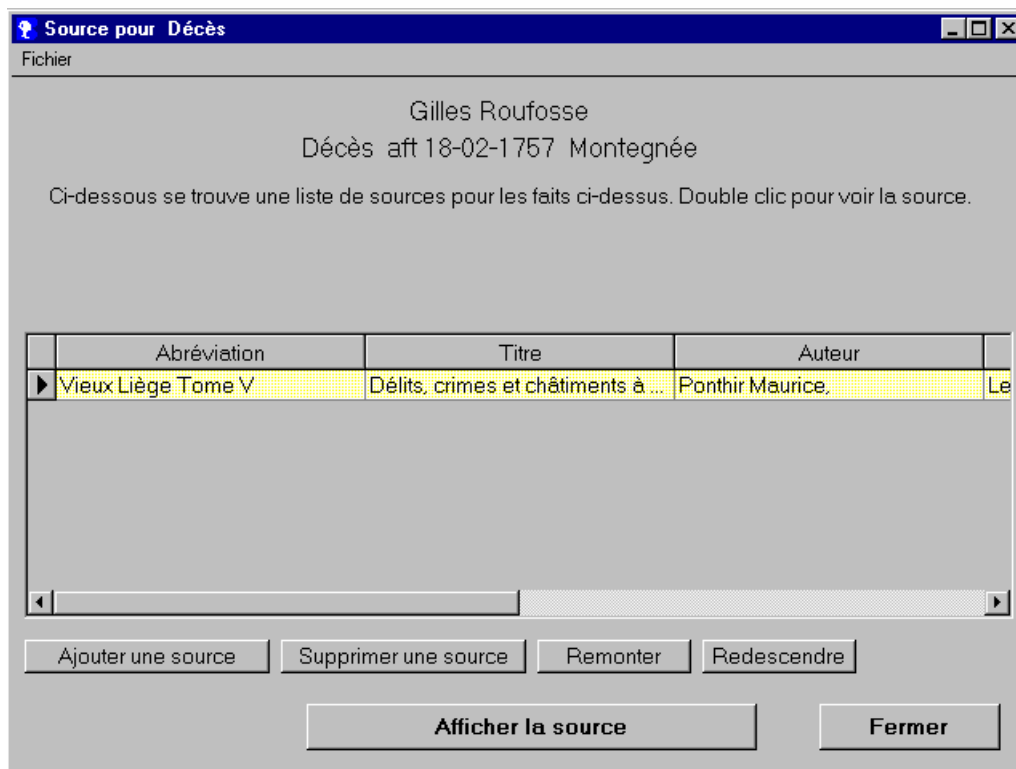 Source pour Décès
Fichier
Gilles Roufosse
Décès aft 18-02-1757 Montegnée
Ci-dessous se trouve une liste de sources pour les faits ci-dessus. Double clic pour voir la source.
Abréviation Titre Auteur
Vieux Liège Tome V Délits, crimes et châtiments à ... Ponthir Maurice, Le
Ajouter une source Supprimer une source Remonter Redescendre
Afficher la source Fermer